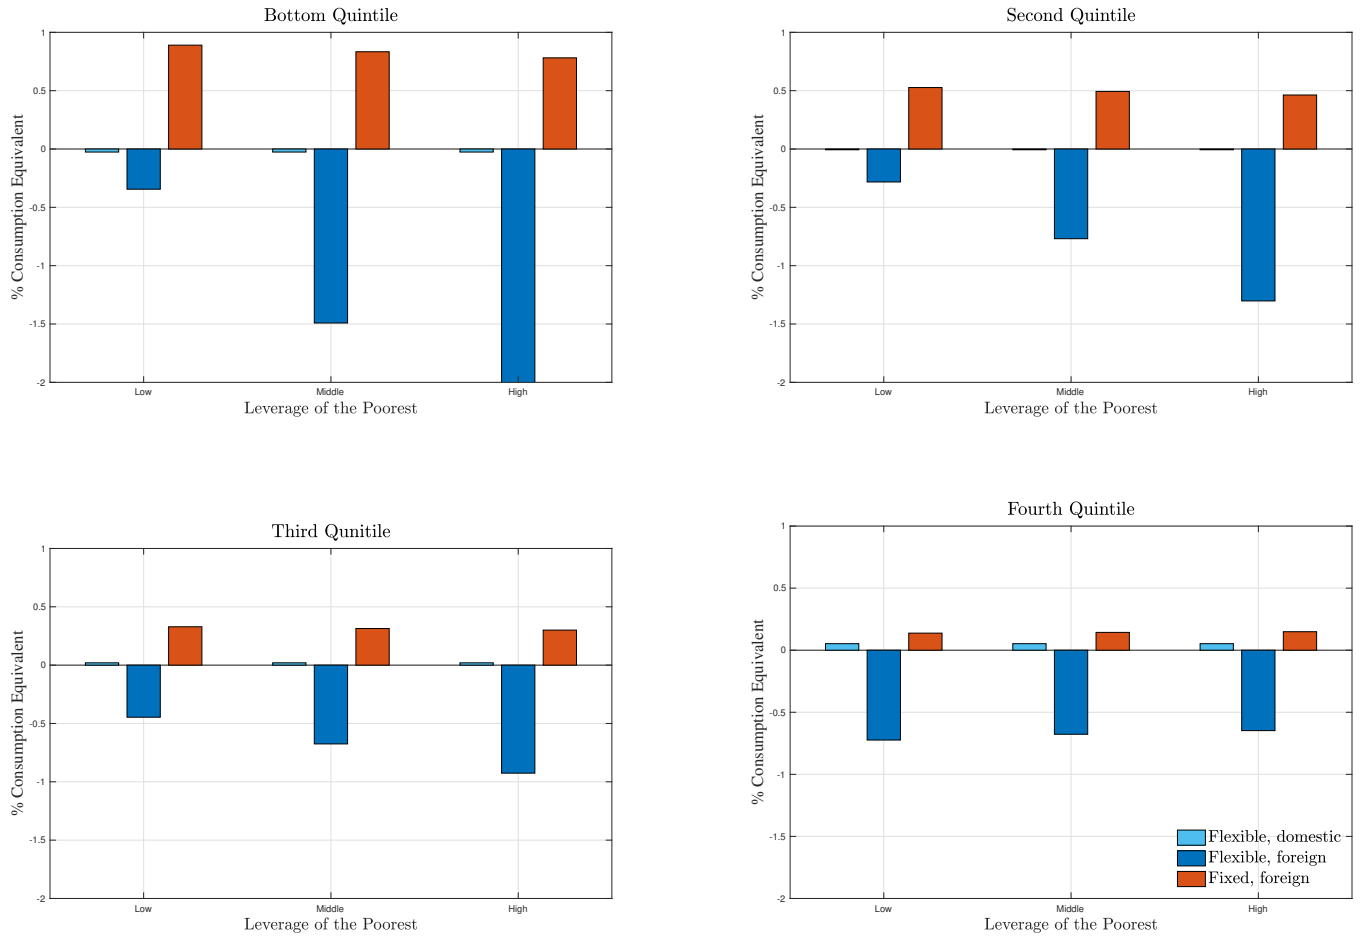 Bottom Quintile
1
0.5
0
-0.5
-1
-1.5
-2
% Consumption Equivalent
Low
Middle
High
Leverage of the Poorest
Second Quintile
1
0.5
0
-0.5
-1
-1.5
-2
% Consumption Equivalent
Low
Middle
High
Leverage of the Poorest
Third Qunitile
1
0.5
0
-0.5
-1
-1.5
-2
% Consumption Equivalent
Low
Middle
High
Leverage of the Poorest
Fourth Quintile
1
0.5
0
-0.5
-1
-1.5
-2
% Consumption Equivalent
Flexible, domestic
Flexible, foreign
Fixed, foreign
Low
Middle
High
Leverage of the Poorest